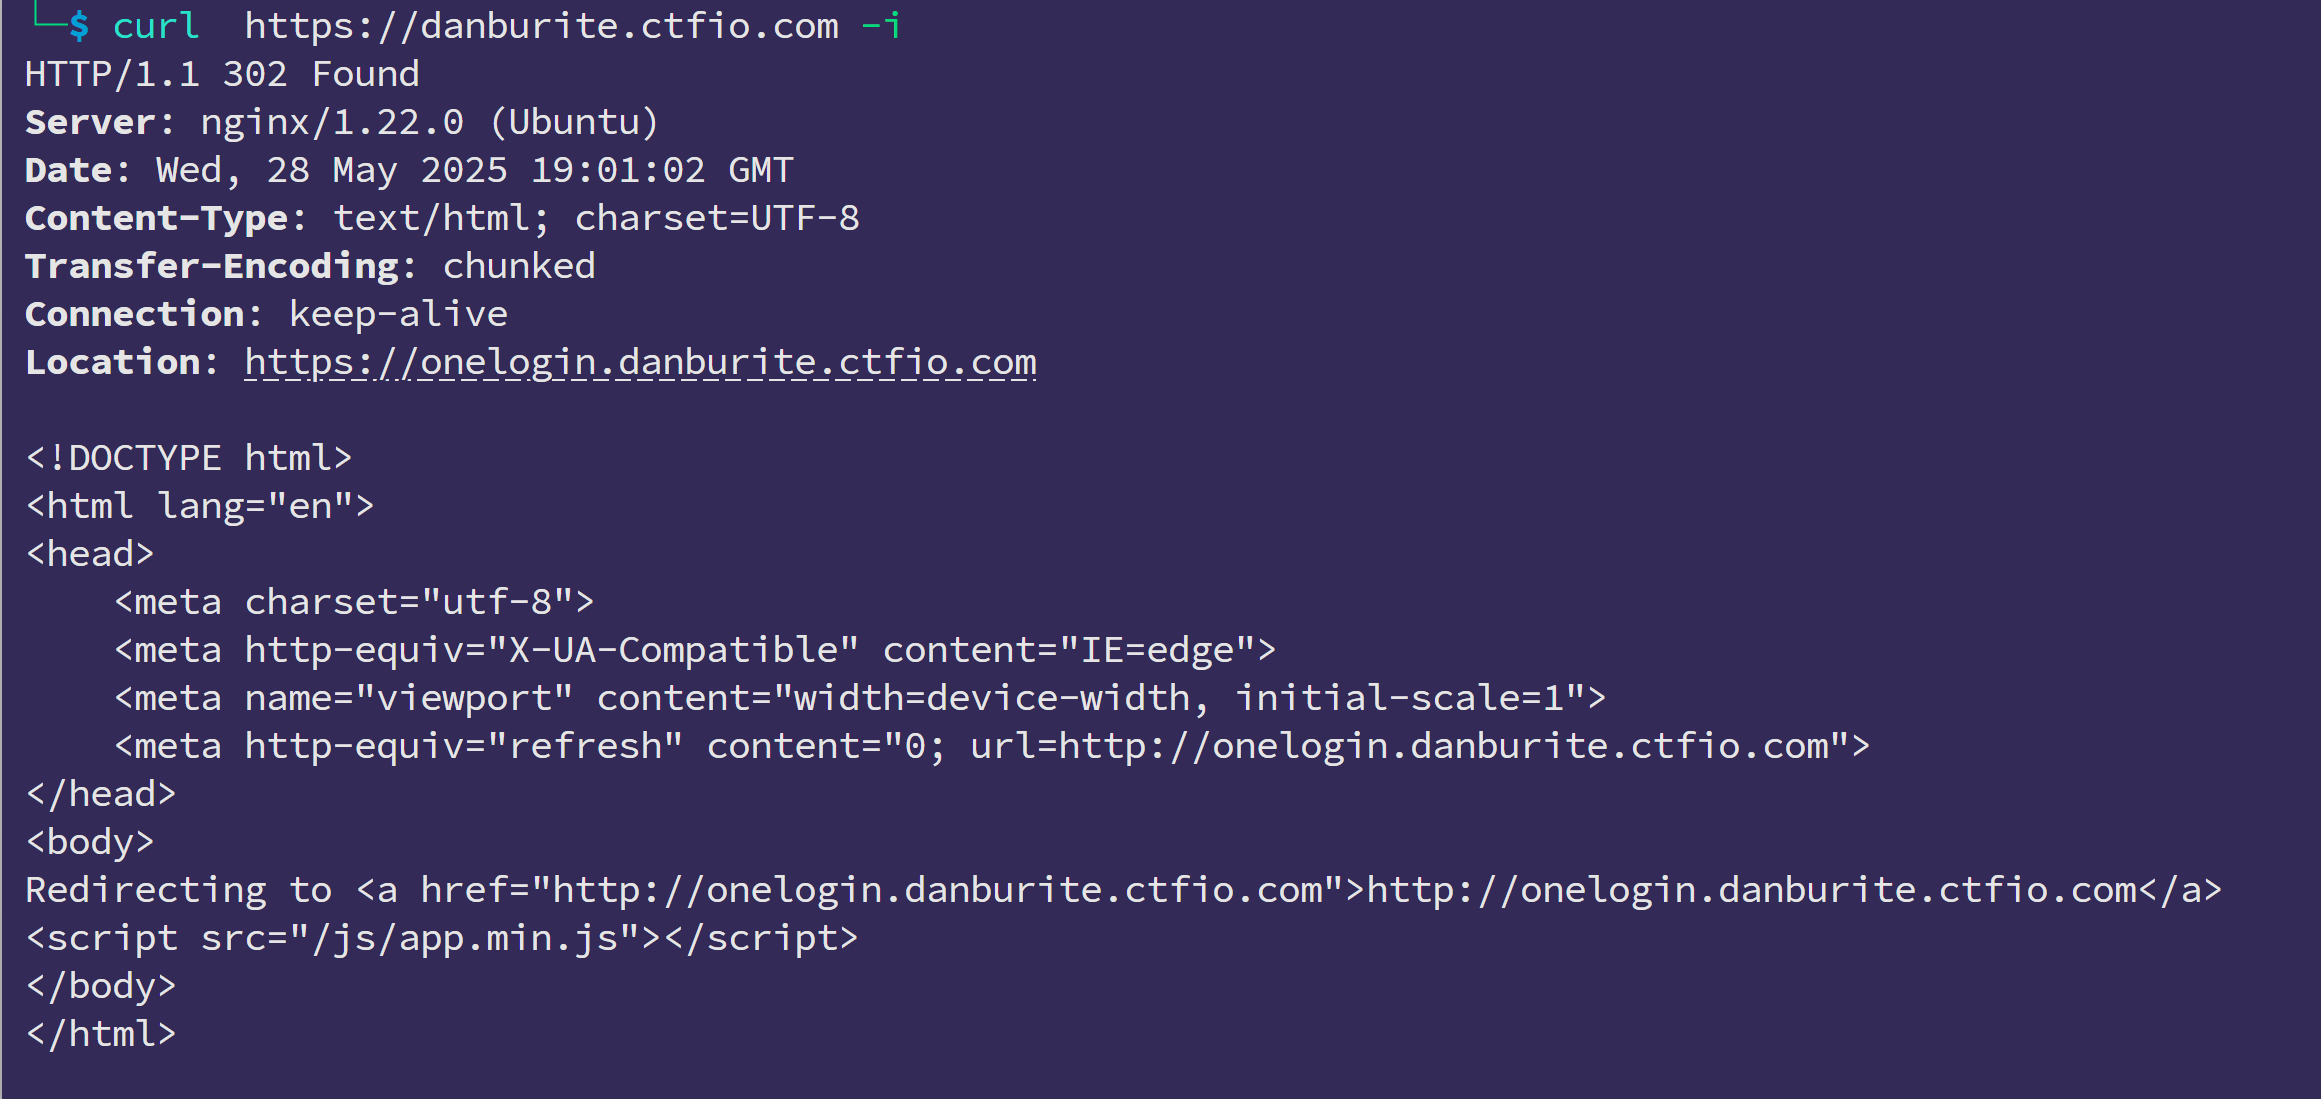 └─$ curl  https://danburite.ctfio.com -i
HTTP/1.1 302 Found
Server: nginx/1.22.0 (Ubuntu)
Date: Wed, 28 May 2025 19:01:02 GMT
Content-Type: text/html; charset=UTF-8
Transfer-Encoding: chunked
Connection: keep-alive
Location: https://onelogin.danburite.ctfio.com

<!DOCTYPE html>
<html lang="en">
<head>
    <meta charset="utf-8">
    <meta http-equiv="X-UA-Compatible" content="IE=edge">
    <meta name="viewport" content="width=device-width, initial-scale=1">
    <meta http-equiv="refresh" content="0; url=http://onelogin.danburite.ctfio.com">
</head>
<body>
Redirecting to <a href="http://onelogin.danburite.ctfio.com">http://onelogin.danburite.ctfio.com</a>
<script src="/js/app.min.js"></script>
</body>
</html>